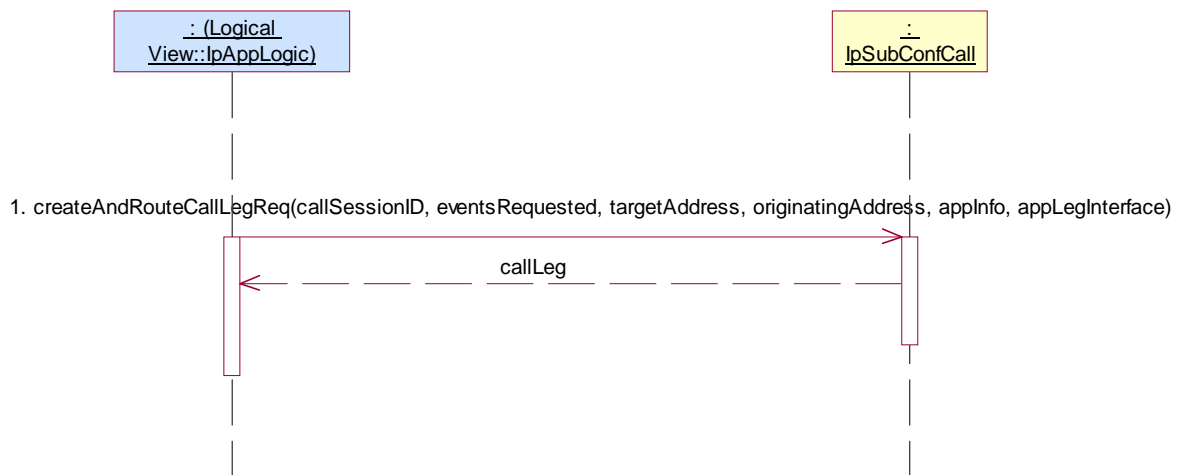 : (Logical
View::IpAppLogic)
:
IpSubConfCall
1. createAndRouteCallLegReq(callSessionID, eventsRequested, targetAddress, originatingAddress, appInfo, appLegInterface)
callLeg